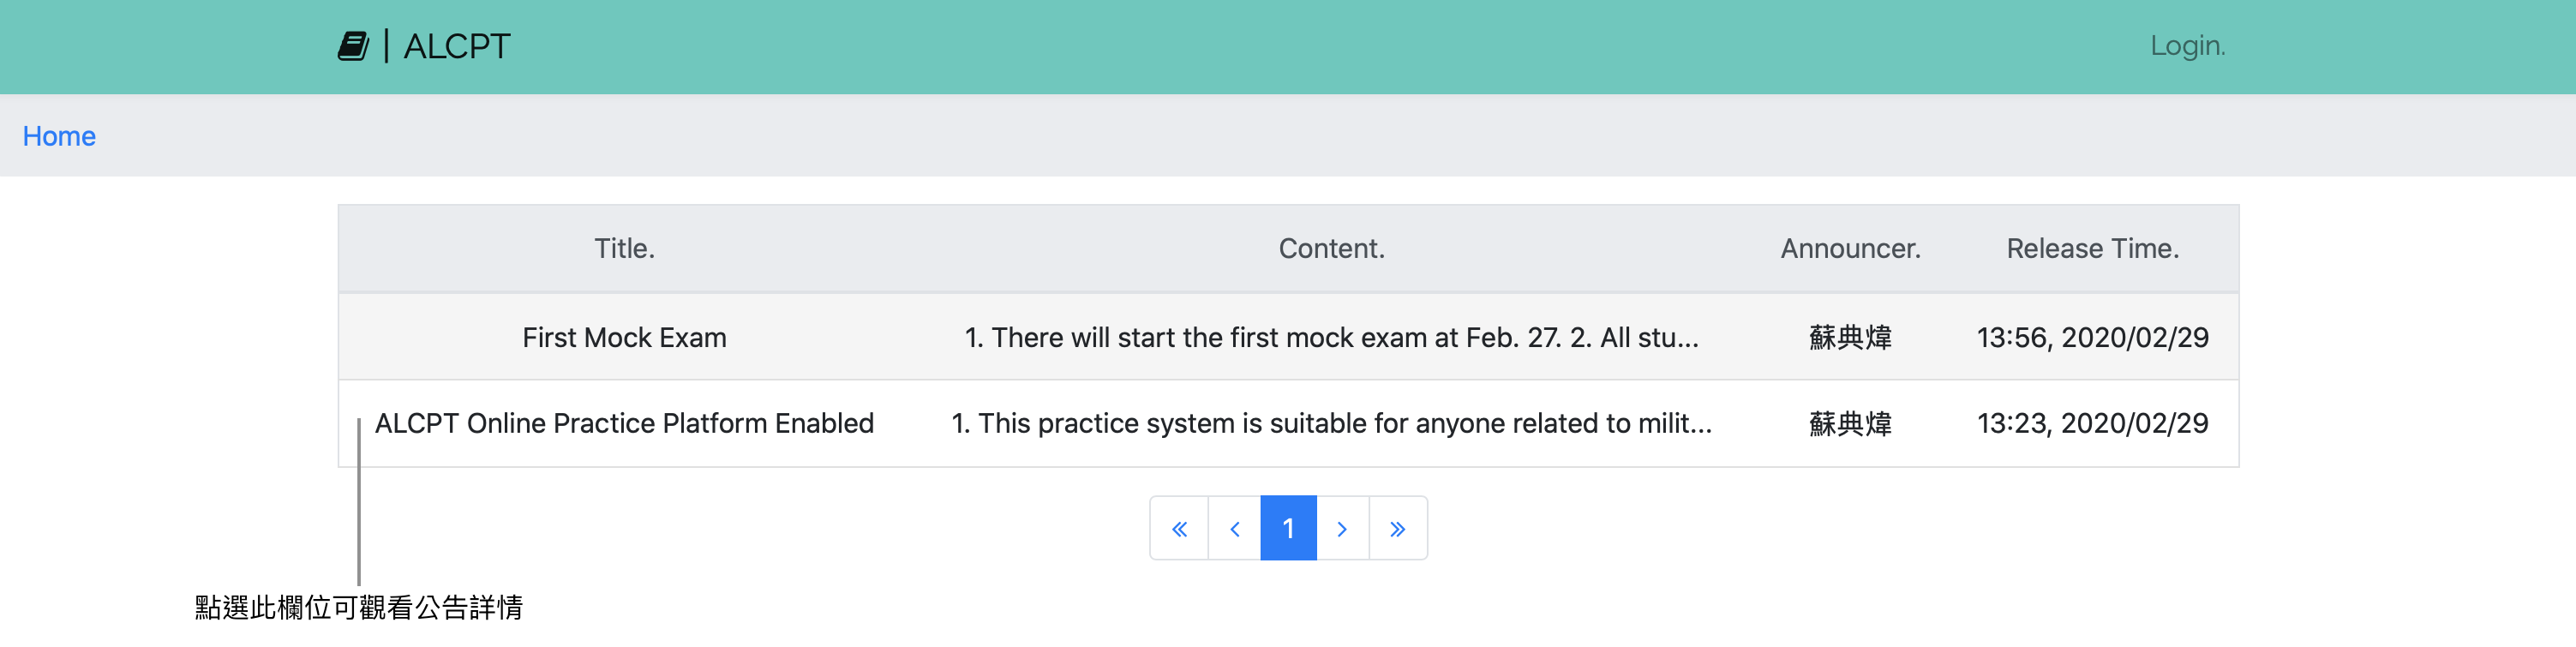 | ALCPT
Login.
Home
Title. Content. Announcer. Release Time.
First Mock Exam 1. There will start the first mock exam at Feb. 27. 2. All stu... 蘇典煒 13:56, 2020/02/29
ALCPT Online Practice Platform Enabled 1. This practice system is suitable for anyone related to milit... 蘇典煒 13:23, 2020/02/29
« ‹ 1 › »
點選此欄位可觀看公告詳情